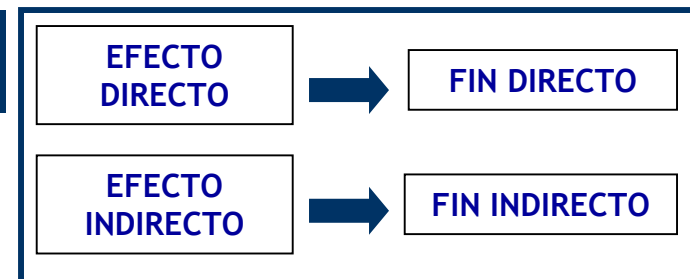 EFECTO
DIRECTO
FIN DIRECTO
EFECTO
INDIRECTO
FIN INDIRECTO